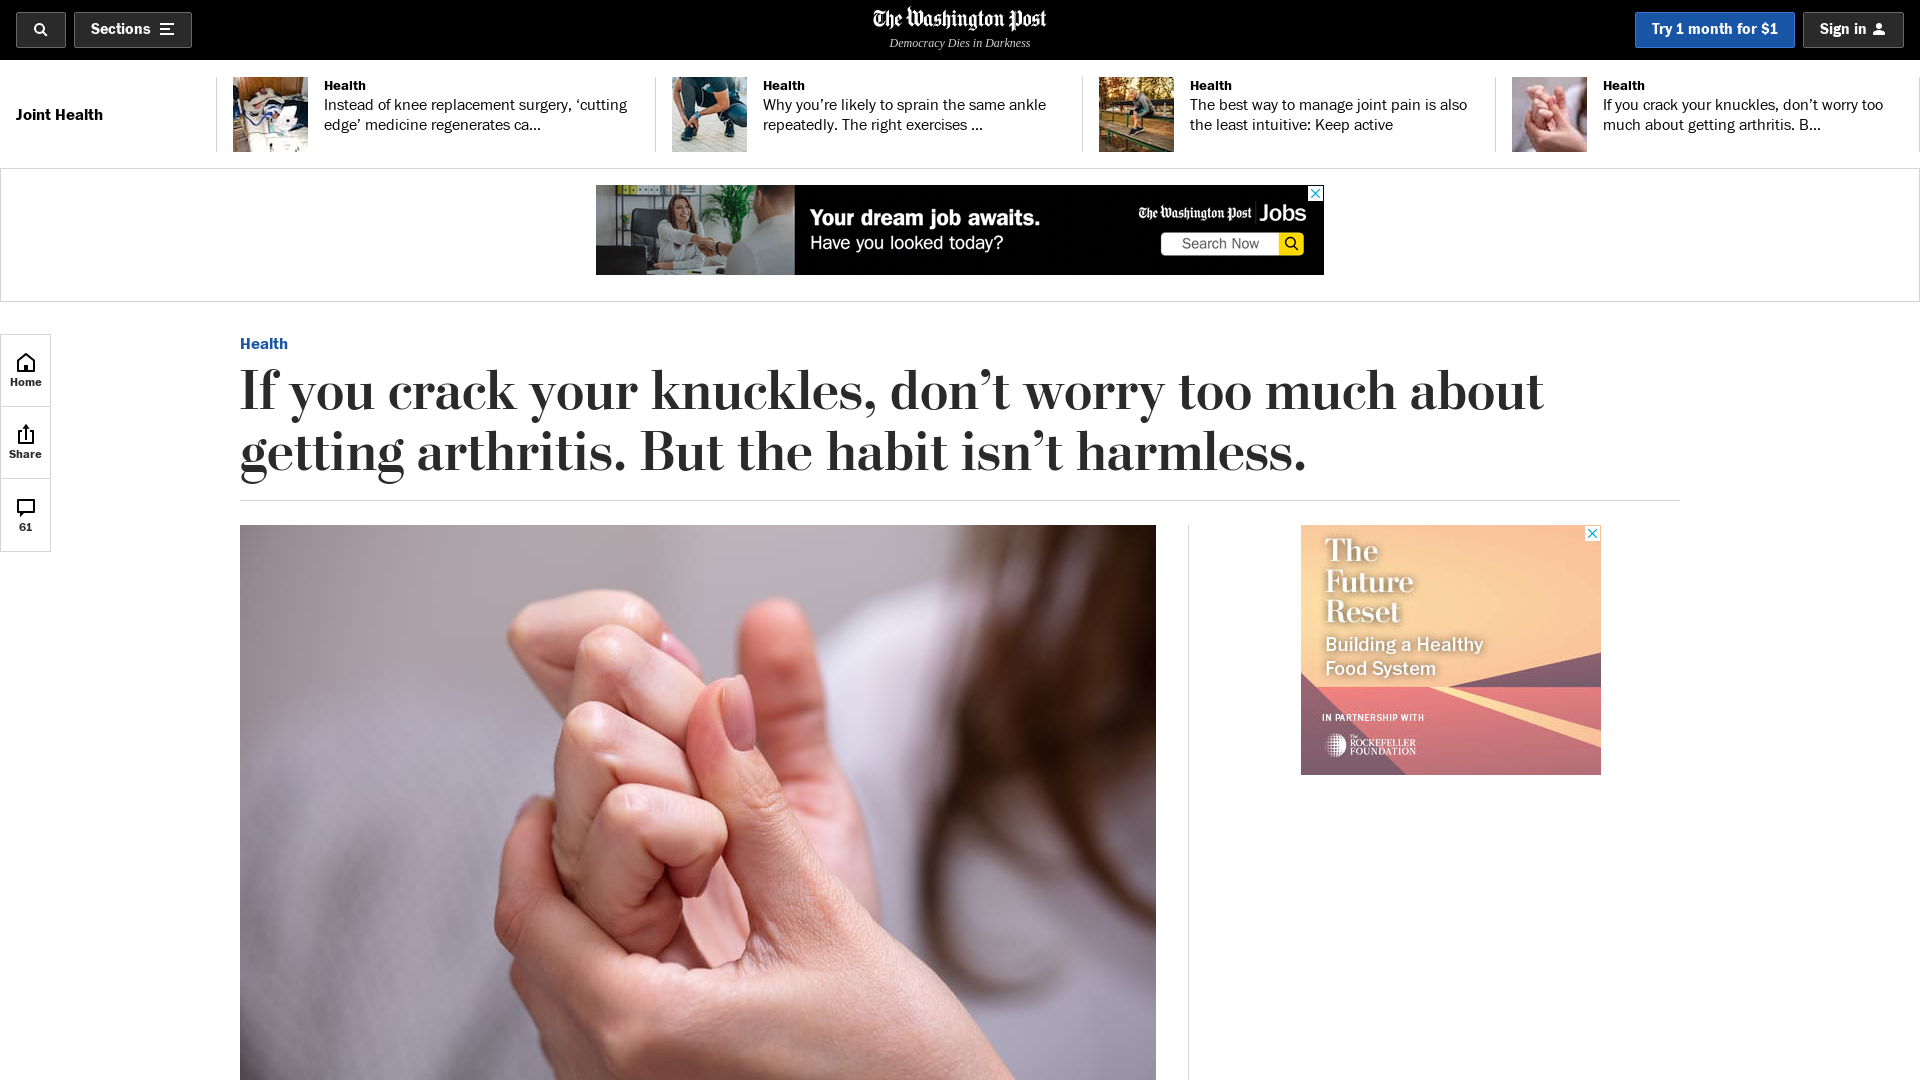 Sections
The Washington Post
Democracy Dies in Darkness
Try 1 month for $1
Sign in
Joint Health
Health
Instead of knee replacement surgery, ‘cutting
edge’ medicine regenerates ca...
Health
Why you’re likely to sprain the same ankle
repeatedly. The right exercises ...
Health
The best way to manage joint pain is also
the least intuitive: Keep active
Health
If you crack your knuckles, don’t worry too
much about getting arthritis. B...
Your dream job awaits.
Have you looked today?
The Washington Post Jobs
Search Now
Home
Share
61
Health
If you crack your knuckles, don’t worry too much about
getting arthritis. But the habit isn’t harmless.
The
Future
Reset
Building a Healthy
Food System
IN PARTNERSHIP WITH
The
ROCKEFELLER
FOUNDATION